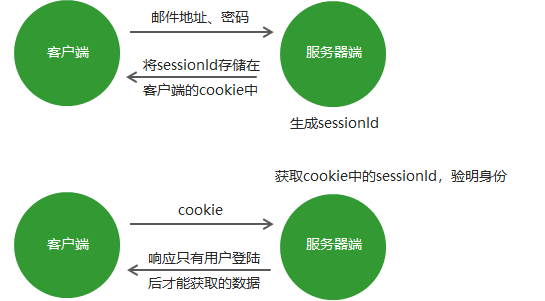 邮件地址、密码
客户端
服务器端
将sessionId存储在
客户端的cookie中
生成sessionId
获取cookie中的sessionId，验明身份
cookie
客户端
服务器端
响应只有用户登陆
后才能获取的数据